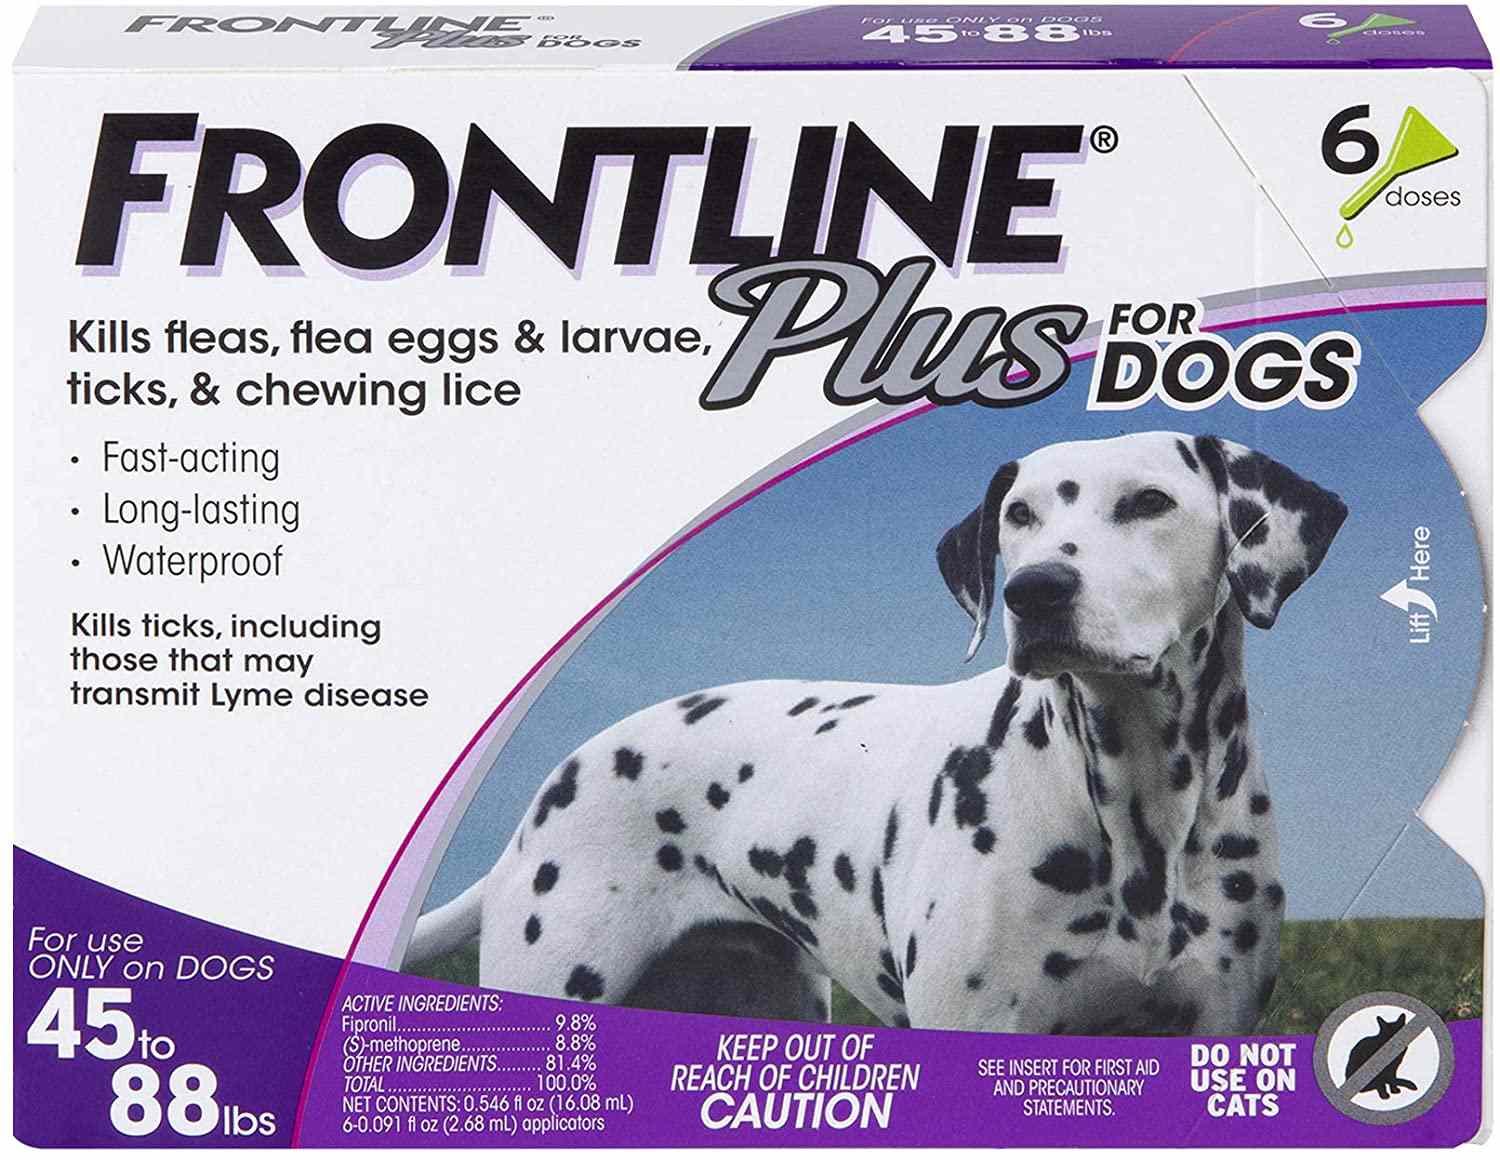 FRONTLINE®
Plus FOR DOGS
For use ONLY on DOGS
45 to 88 lbs
6 doses
FRONTLINE®
Plus FOR DOGS
6 doses
Kills fleas, flea eggs & larvae,
ticks, & chewing lice
• Fast-acting
• Long-lasting
• Waterproof
Kills ticks, including
those that may
transmit Lyme disease
Lift Here
For use
ONLY on DOGS
45 to
88 lbs
ACTIVE INGREDIENTS:
Fipronil.............................. 9.8%
(S)-methoprene.................. 8.8%
OTHER INGREDIENTS........ 81.4%
TOTAL............................ 100.0%
NET CONTENTS: 0.546 fl oz (16.08 mL)
6-0.091 fl oz (2.68 mL) applicators
KEEP OUT OF
REACH OF CHILDREN
CAUTION
SEE INSERT FOR FIRST AID
AND PRECAUTIONARY
STATEMENTS.
DO NOT
USE ON
CATS